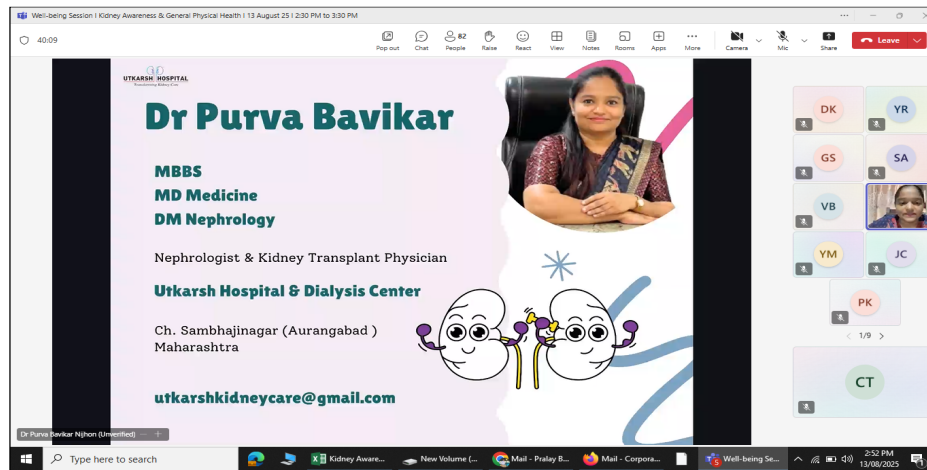 Well-being Session I Kidney Awareness & General Physical Health I 13 August 25 I 2:30 PM to 3:30 PM
40:09
Pop out
Chat
82
People
Raise
React
View
Notes
Rooms
Apps
More
Camera
Mic
Share
Leave
UTKARSH HOSPITAL
Dr Purva Bavikar
MBBS
MD Medicine
DM Nephrology
Nephrologist & Kidney Transplant Physician
Utkarsh Hospital & Dialysis Center
Ch. Sambhajinagar (Aurangabad )
Maharashtra
utkarshkidneycare@gmail.com
Dr Purva Bavikar Nijhon (Unverified)
DK
YR
GS
SA
VB
YM
JC
PK
1/9
CT
Type here to search
Kidney Aware...
New Volume (...
Mail - Pralay B...
Mail - Corpora...
Well-being Se...
2:52 PM
13/08/2025